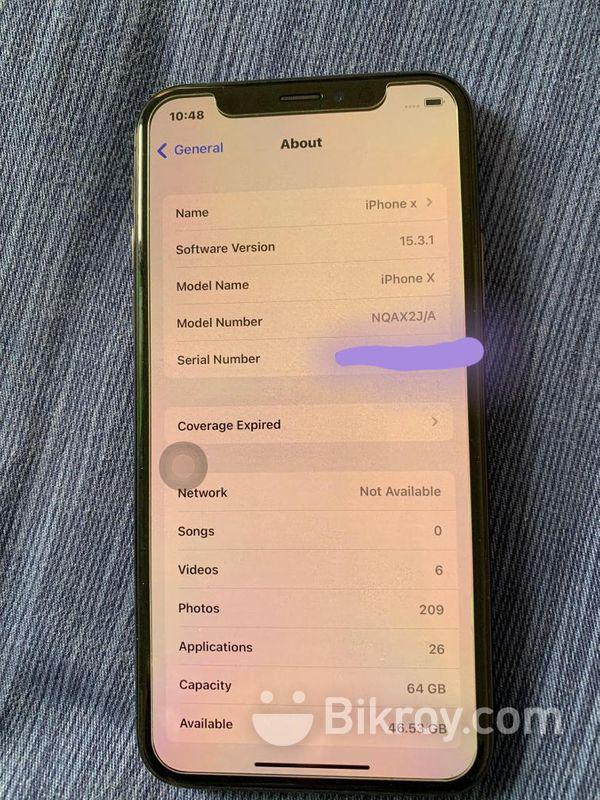 10:48
General
About
Name iPhone x
Software Version 15.3.1
Model Name iPhone X
Model Number NQAX2J/A
Serial Number
Coverage Expired
Network Not Available
Songs 0
Videos 6
Photos 209
Applications 26
Capacity 64 GB
Available 46.53 GB
Bikroy.com